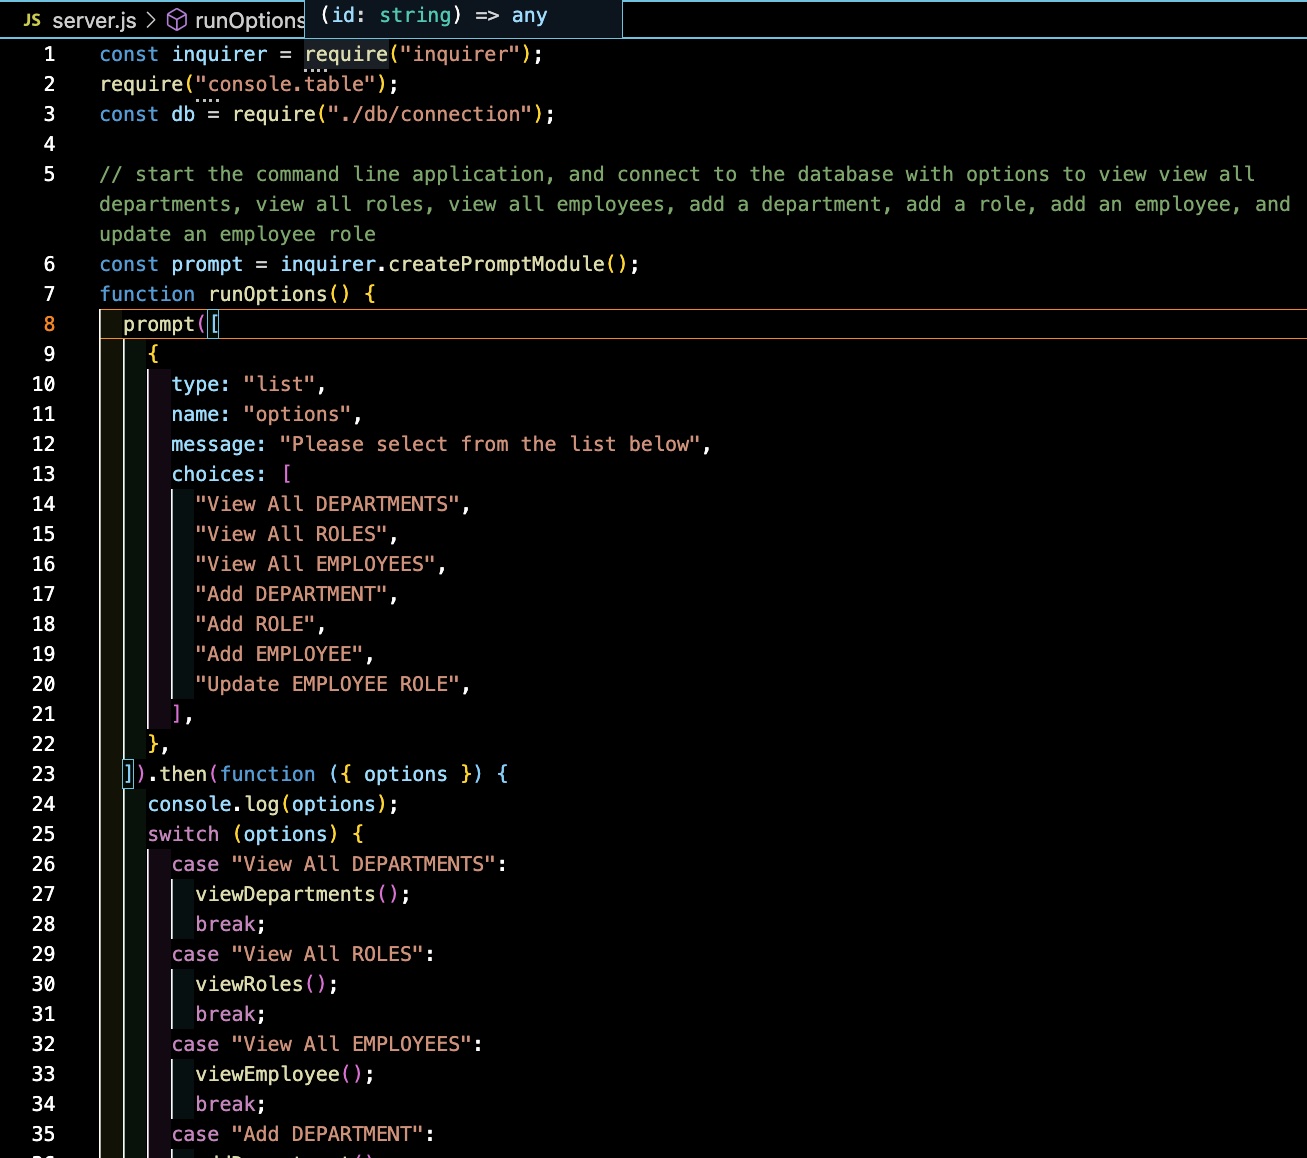 JS server.js > runOptions
(id: string) => any
1 const inquirer = require("inquirer");
2 require("console.table");
3 const db = require("./db/connection");
4
5 // start the command line application, and connect to the database with options to view view all
departments, view all roles, view all employees, add a department, add a role, add an employee, and
update an employee role
6 const prompt = inquirer.createPromptModule();
7 function runOptions() {
8 prompt([
9 {
10 type: "list",
11 name: "options",
12 message: "Please select from the list below",
13 choices: [
14 "View All DEPARTMENTS",
15 "View All ROLES",
16 "View All EMPLOYEES",
17 "Add DEPARTMENT",
18 "Add ROLE",
19 "Add EMPLOYEE",
20 "Update EMPLOYEE ROLE",
21 ],
22 },
23 ]).then(function ({ options }) {
24 console.log(options);
25 switch (options) {
26 case "View All DEPARTMENTS":
27 viewDepartments();
28 break;
29 case "View All ROLES":
30 viewRoles();
31 break;
32 case "View All EMPLOYEES":
33 viewEmployee();
34 break;
35 case "Add DEPARTMENT":